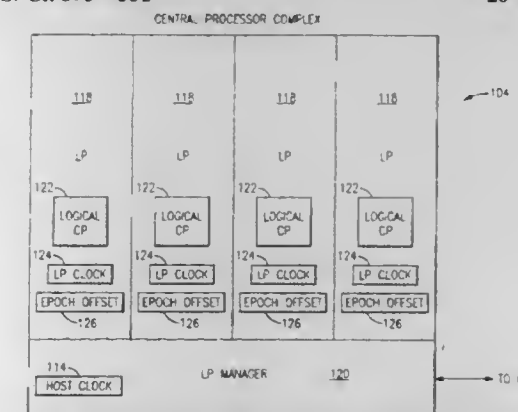 CENTRAL PROCESSOR COMPLEX
118 118 118 118
104
LP LP LP LP
122 122 122 122
LOGICAL CP LOGICAL CP LOGICAL CP LOGICAL CP
124 124 124 124
LP CLOCK LP CLOCK LP CLOCK LP CLOCK
EPOCH OFFSET EPOCH OFFSET EPOCH OFFSET EPOCH OFFSET
126 126 126 126
114
LP MANAGER 120
TO
HOST CLOCK